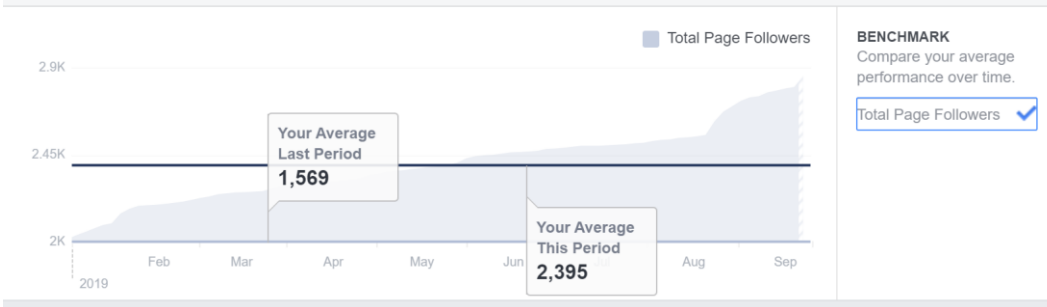 Total Page Followers
BENCHMARK
Compare your average
performance over time.
Total Page Followers
2.9K
2.45K
2K
Your Average
Last Period
1,569
Your Average
This Period
2,395
Feb
Mar
Apr
May
Jun
Jul
Aug
Sep
2019